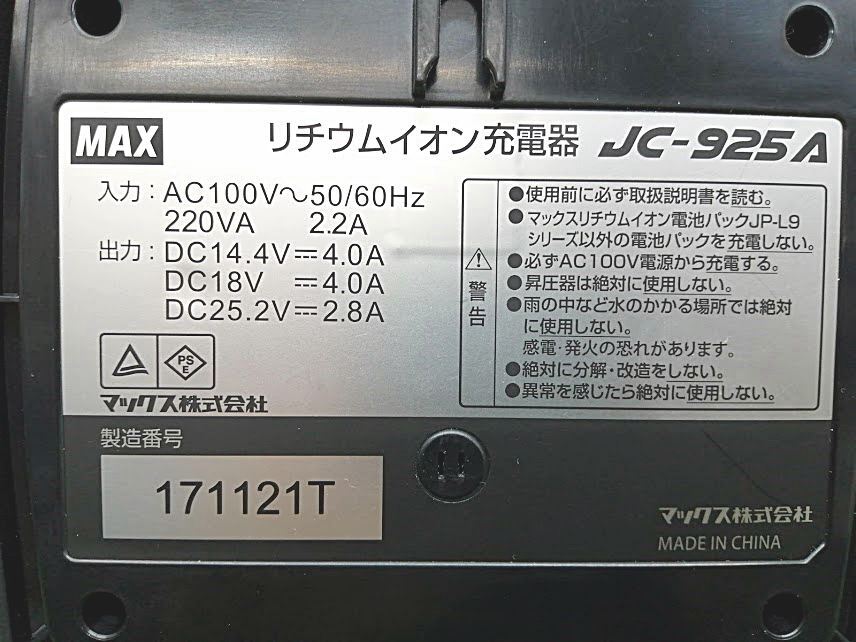 MAX リチウムイオン充電器 JC-925A
入力：AC100V～50/60Hz
220VA 2.2A
出力：DC14.4V⎓4.0A
DC18V ⎓4.0A
DC25.2V⎓2.8A
PS
E
マックス株式会社
⚠警告
●使用前に必ず取扱説明書を読む。
●マックスリチウムイオン電池パックJP-L9
シリーズ以外の電池パックを充電しない。
●必ずAC100V電源から充電する。
●昇圧器は絶対に使用しない。
●雨の中など水のかかる場所では絶対
に使用しない。
感電・発火の恐れがあります。
●絶対に分解・改造をしない。
●異常を感じたら絶対に使用しない。
製造番号
171121T
マックス株式会社
MADE IN CHINA